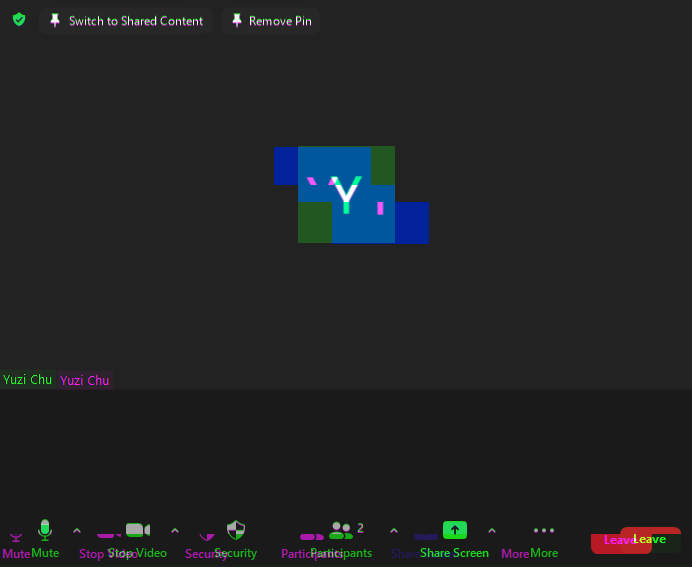 Switch to Shared Content Remove Pin
Y
Yuzi Chu Yuzi Chu
2
Mute Mute Stop Video Stop Video Security Security Participants Participants Share Share Screen More More Leave Leave